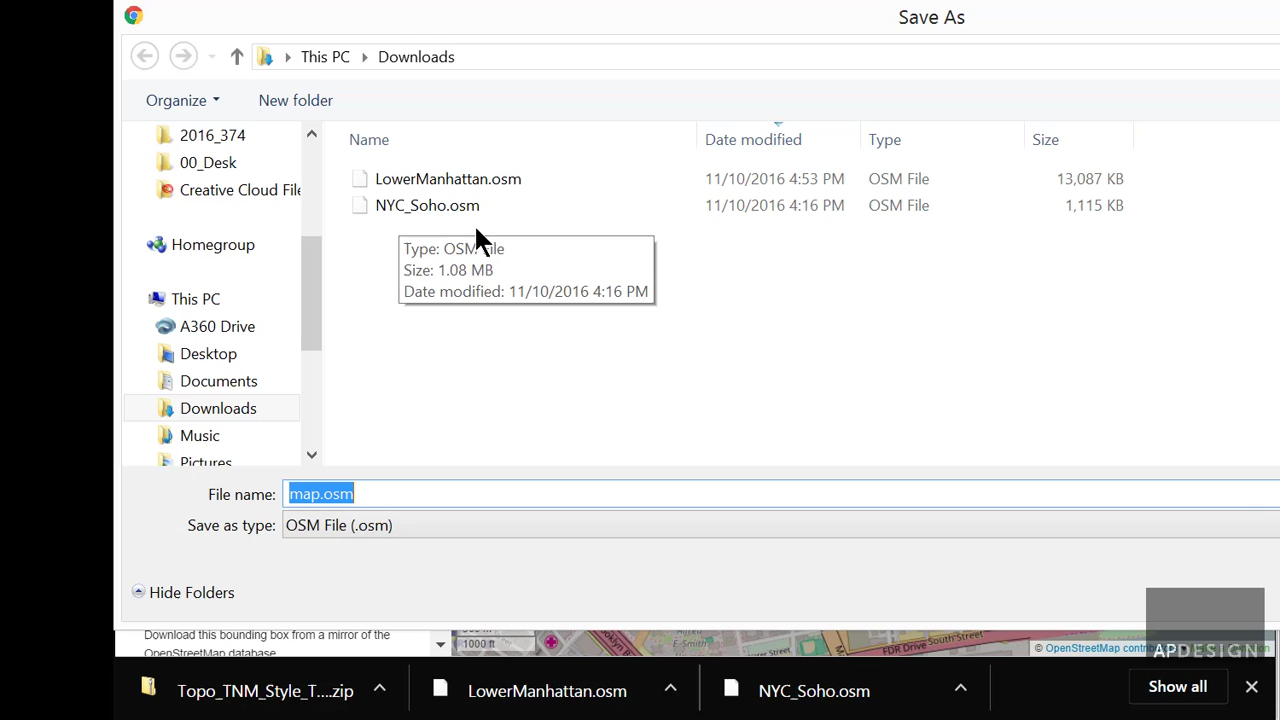 Save As
This PC
Downloads
Organize
New folder
2016_374
00_Desk
Creative Cloud File
Homegroup
This PC
A360 Drive
Desktop
Documents
Downloads
Music
Pictures
Name
Date modified
Type
Size
LowerManhattan.osm
11/10/2016 4:53 PM
OSM File
13,087 KB
NYC_Soho.osm
11/10/2016 4:16 PM
OSM File
1,115 KB
Type: OSM File
Size: 1.08 MB
Date modified: 11/10/2016 4:16 PM
File name:
map.osm
Save as type:
OSM File (.osm)
Hide Folders
Download this bounding box from a mirror of the
OpenStreetMap database
1000 ft
E-Smith
South Street
FDR Drive
© OpenStreetMap contrib
APDESIGN
Topo_TNM_Style_T....zip
LowerManhattan.osm
NYC_Soho.osm
Show all